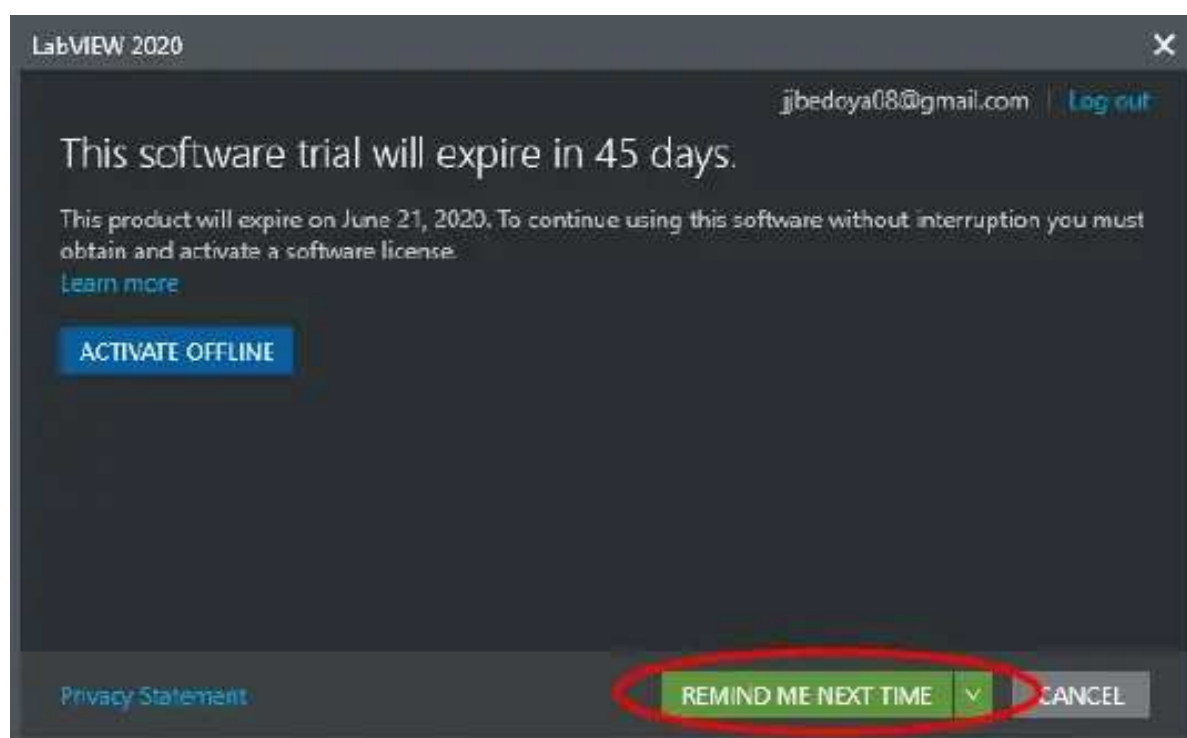 LabVIEW 2020
jjbedoya08@gmail.com | Log out
This software trial will expire in 45 days.
This product will expire on June 21, 2020. To continue using this software without interruption you must
obtain and activate a software license.
Learn more
ACTIVATE OFFLINE
Privacy Statement REMIND ME NEXT TIME CANCEL